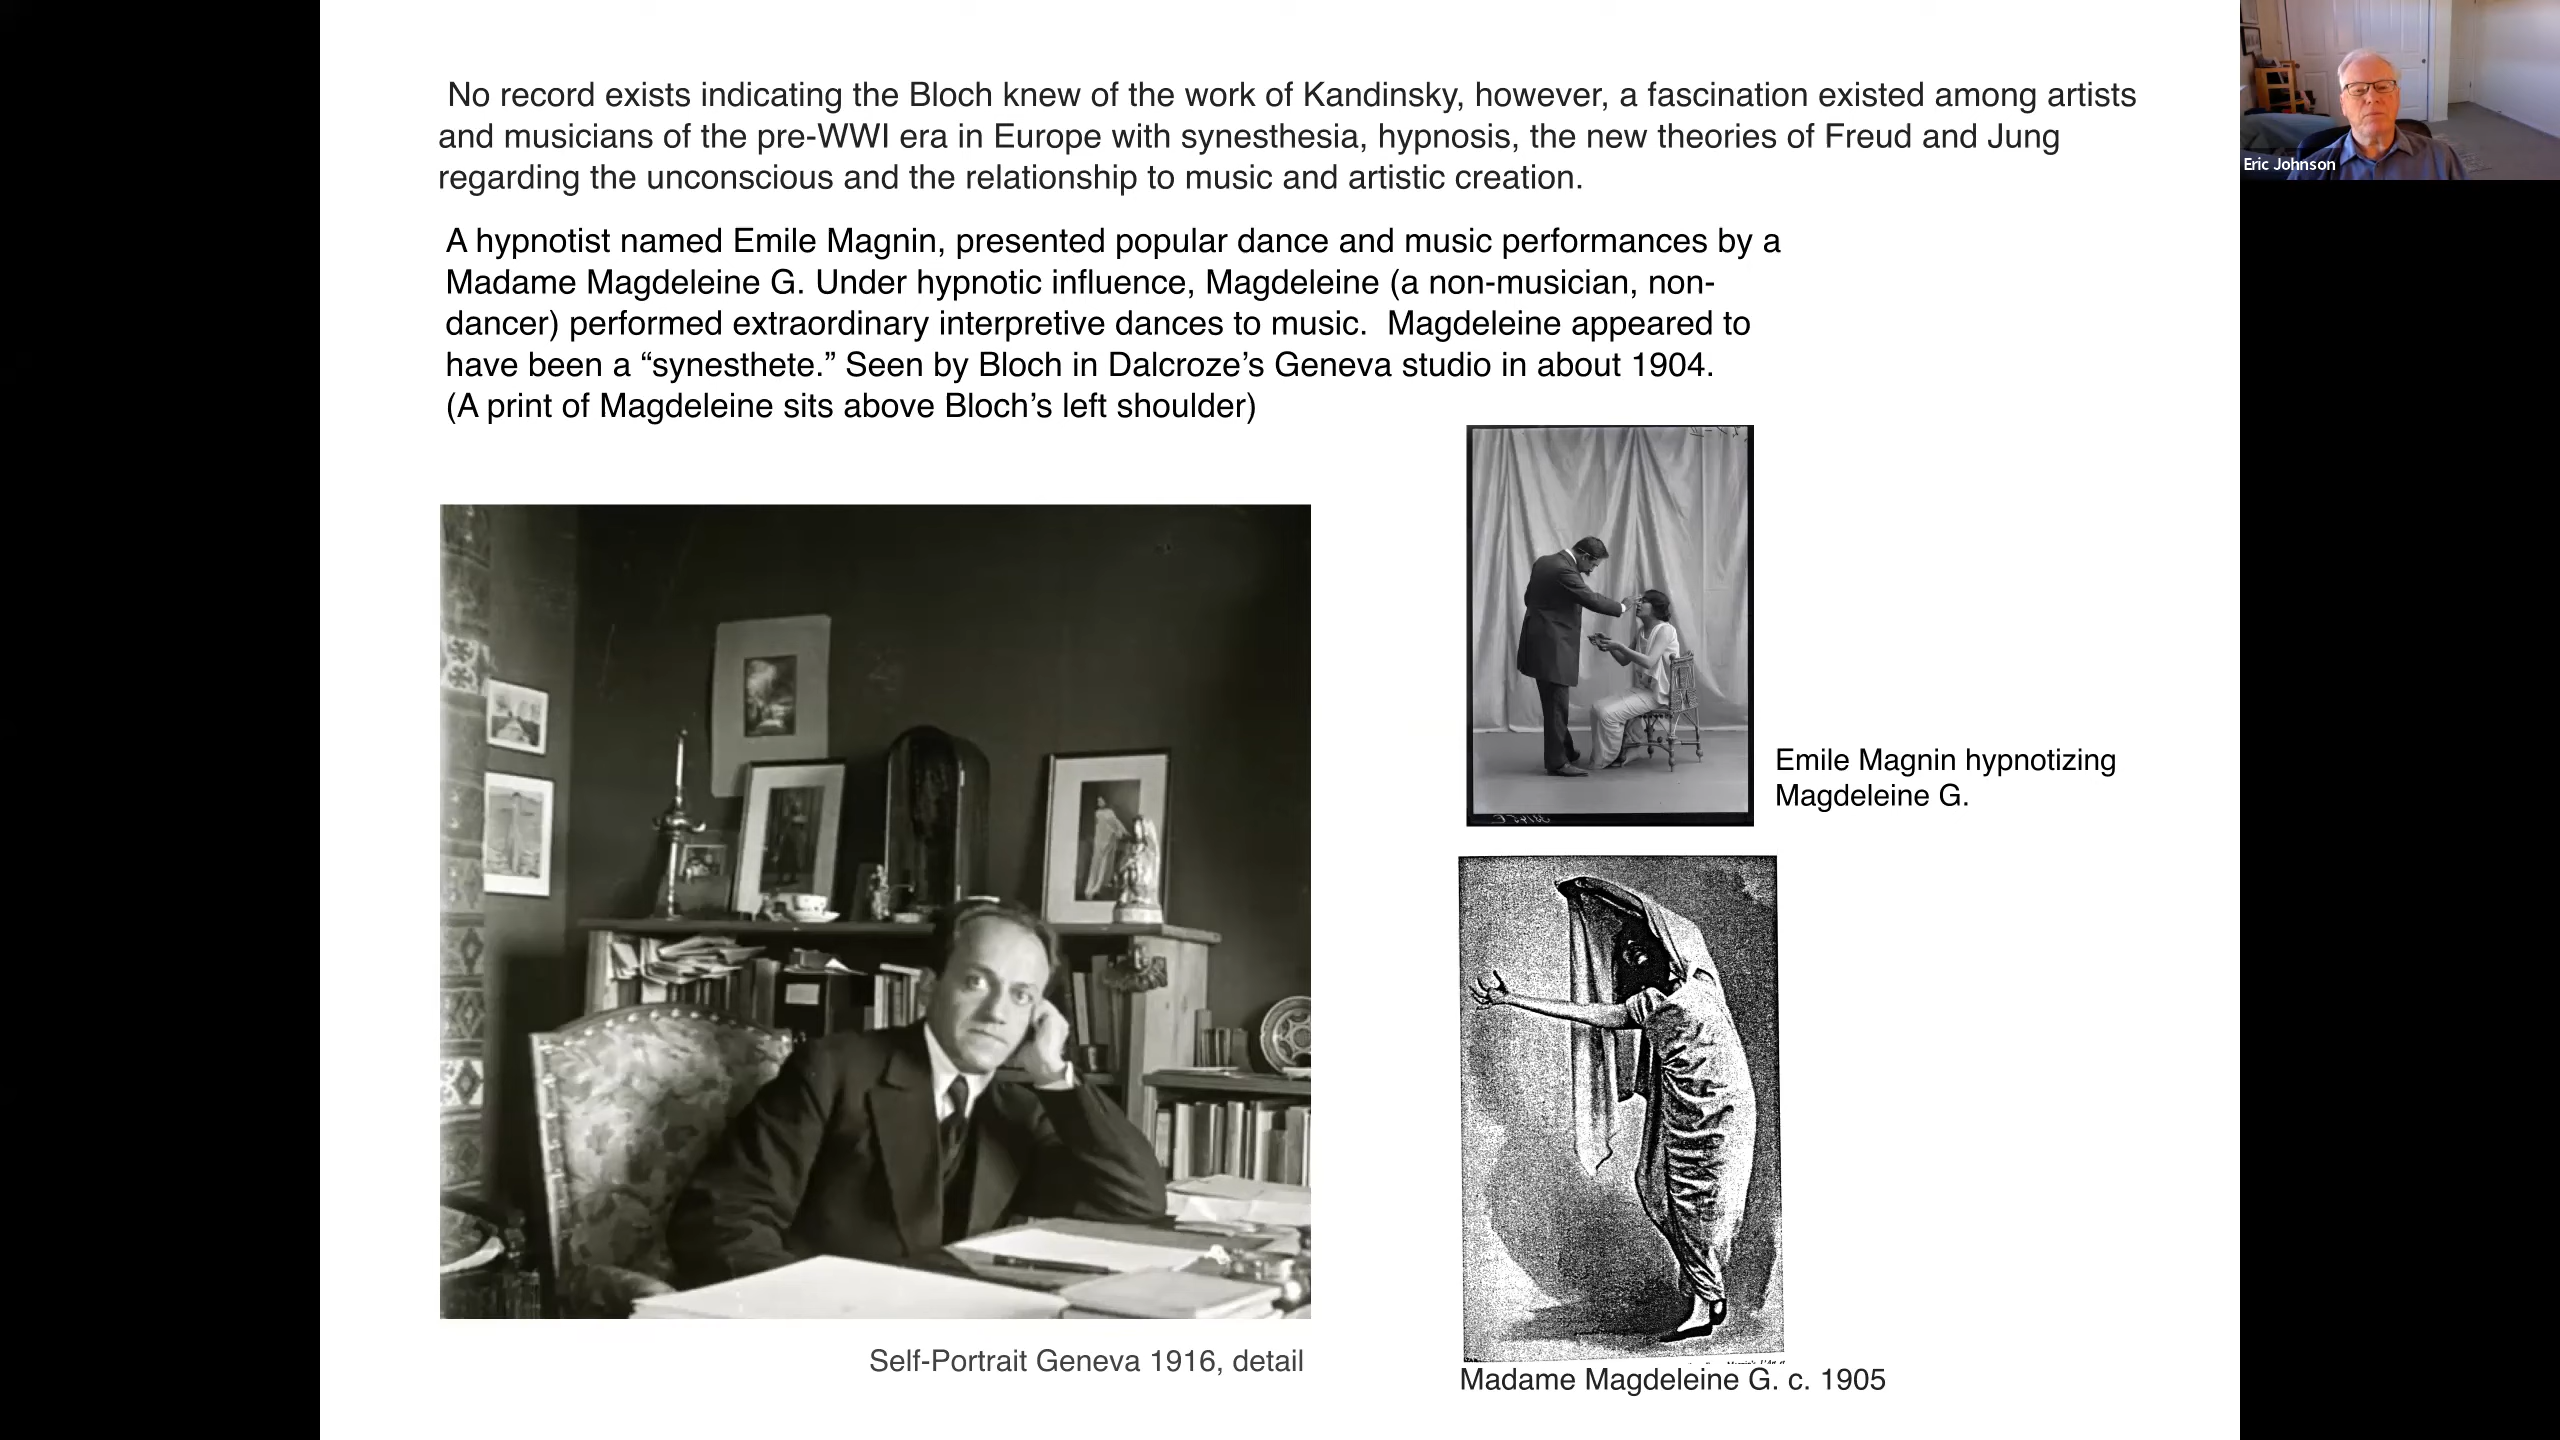 No record exists indicating the Bloch knew of the work of Kandinsky, however, a fascination existed among artists
and musicians of the pre-WWI era in Europe with synesthesia, hypnosis, the new theories of Freud and Jung
regarding the unconscious and the relationship to music and artistic creation.
A hypnotist named Emile Magnin, presented popular dance and music performances by a
Madame Magdeleine G. Under hypnotic influence, Magdeleine (a non-musician, non-
dancer) performed extraordinary interpretive dances to music.  Magdeleine appeared to
have been a “synesthete.” Seen by Bloch in Dalcroze’s Geneva studio in about 1904.
(A print of Magdeleine sits above Bloch’s left shoulder)
Emile Magnin hypnotizing
Magdeleine G.
Self-Portrait Geneva 1916, detail
Madame Magdeleine G. c. 1905
Eric Johnson